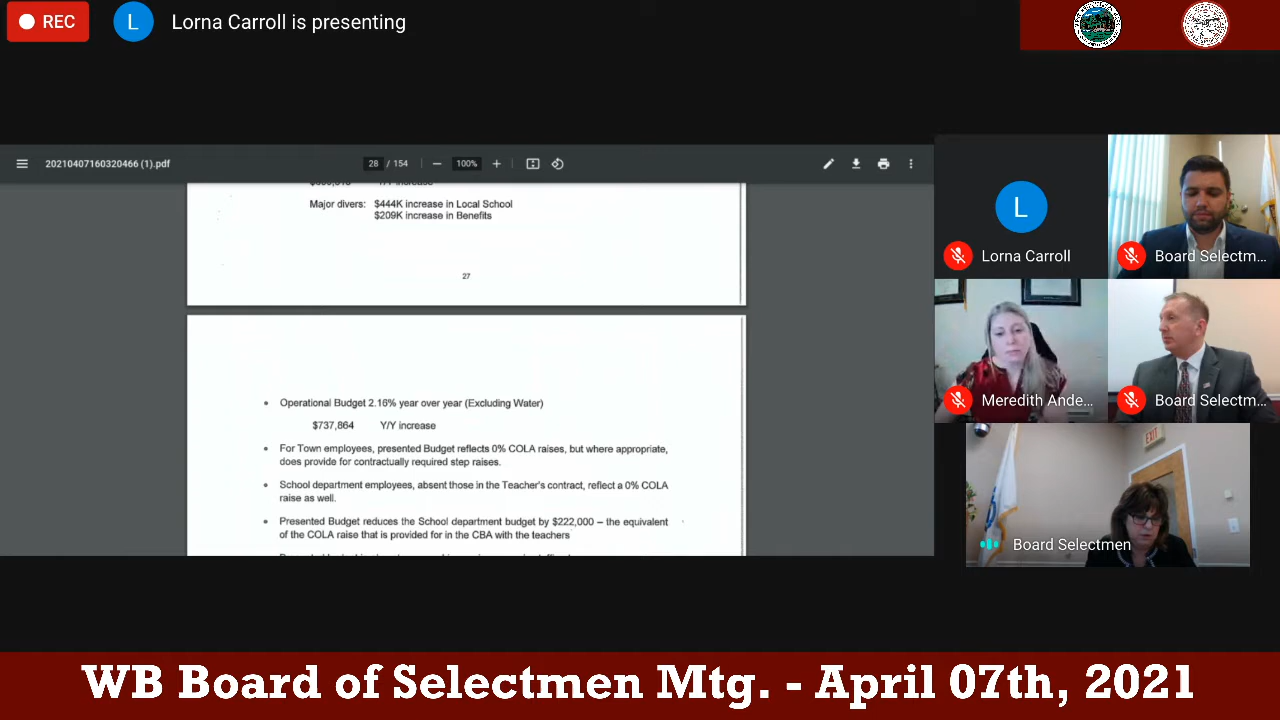 REC
L
Lorna Carroll is presenting
20210407160320466 (1).pdf
28 / 154
100%
Y/Y increase
Major divers: $444K increase in Local School
$209K increase in Benefits
27
• Operational Budget 2.16% year over year (Excluding Water)
$737,864 Y/Y increase
• For Town employees, presented Budget reflects 0% COLA raises, but where appropriate,
does provide for contractually required step raises.
• School department employees, absent those in the Teacher's contract, reflect a 0% COLA
raise as well.
• Presented Budget reduces the School department budget by $222,000 – the equivalent
of the COLA raise that is provided for in the CBA with the teachers
L
Lorna Carroll
Board Selectm...
Meredith Ande...
Board Selectm...
EXIT
Board Selectmen
WB Board of Selectmen Mtg. - April 07th, 2021